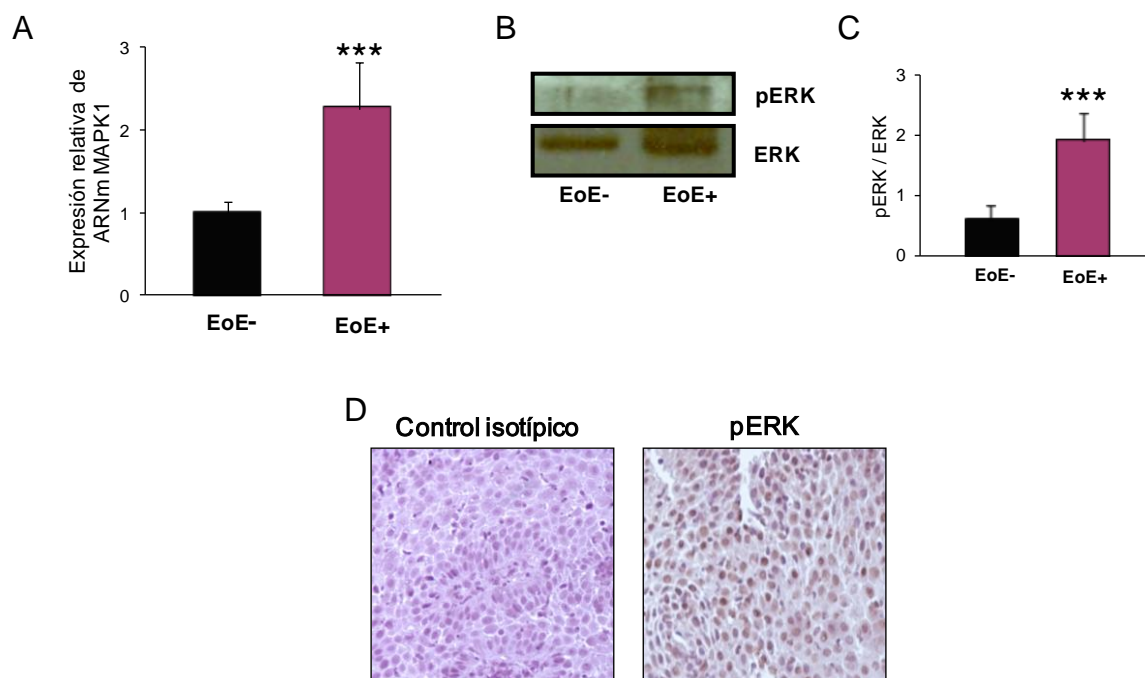 A
Expresión relativa de
ARNm MAPK1
3
2
1
0
***
EoE-
EoE+
B
pERK
ERK
EoE-
EoE+
C
pERK / ERK
3
2
1
0
***
EoE-
EoE+
D
Control isotípico
pERK